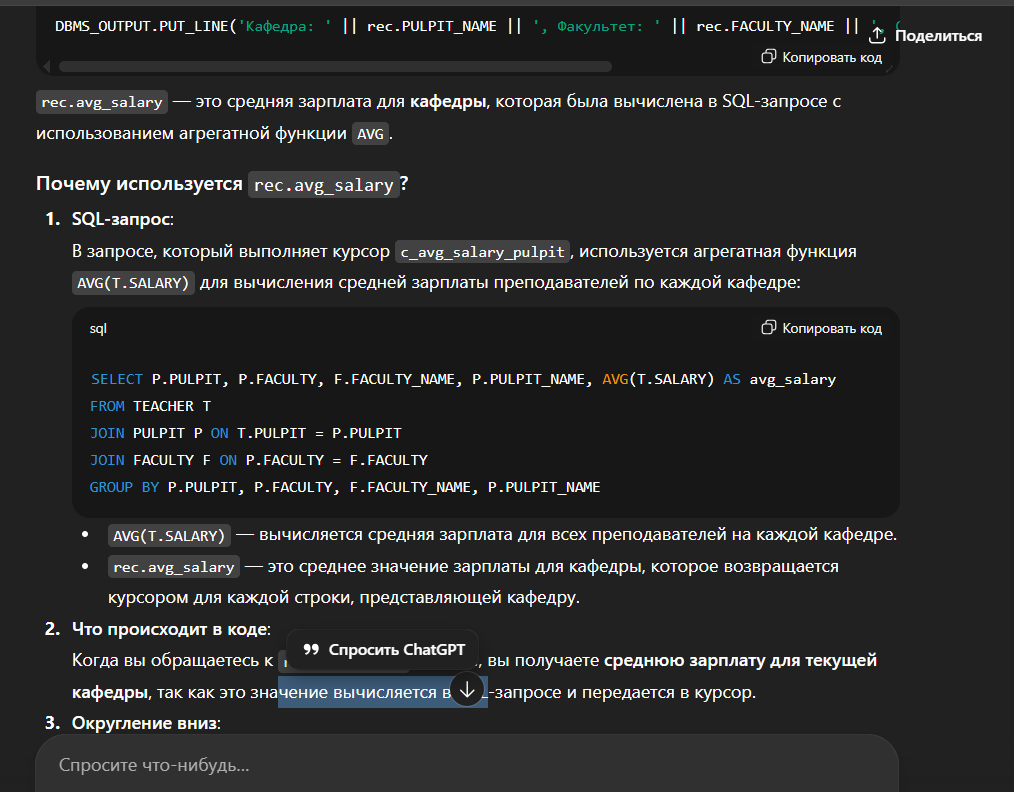 DBMS_OUTPUT.PUT_LINE('Кафедра: ' || rec.PULPIT_NAME || ', Факультет: ' || rec.FACULTY_NAME ||
Поделиться
Копировать код
rec.avg_salary — это средняя зарплата для кафедры, которая была вычислена в SQL-запросе с
использованием агрегатной функции AVG.
Почему используется rec.avg_salary?
1. SQL-запрос:
В запросе, который выполняет курсор c_avg_salary_pulpit, используется агрегатная функция
AVG(T.SALARY) для вычисления средней зарплаты преподавателей по каждой кафедре:
sql
Копировать код
SELECT P.PULPIT, P.FACULTY, F.FACULTY_NAME, P.PULPIT_NAME, AVG(T.SALARY) AS avg_salary
FROM TEACHER T
JOIN PULPIT P ON T.PULPIT = P.PULPIT
JOIN FACULTY F ON P.FACULTY = F.FACULTY
GROUP BY P.PULPIT, P.FACULTY, F.FACULTY_NAME, P.PULPIT_NAME
• AVG(T.SALARY) — вычисляется средняя зарплата для всех преподавателей на каждой кафедре.
• rec.avg_salary — это среднее значение зарплаты для кафедры, которое возвращается
курсором для каждой строки, представляющей кафедру.
2. Что происходит в коде:
Спросить ChatGPT
Когда вы обращаетесь к , вы получаете среднюю зарплату для текущей
кафедры, так как это значение вычисляется в -запросе и передается в курсор.
3. Округление вниз:
Спросите что-нибудь...